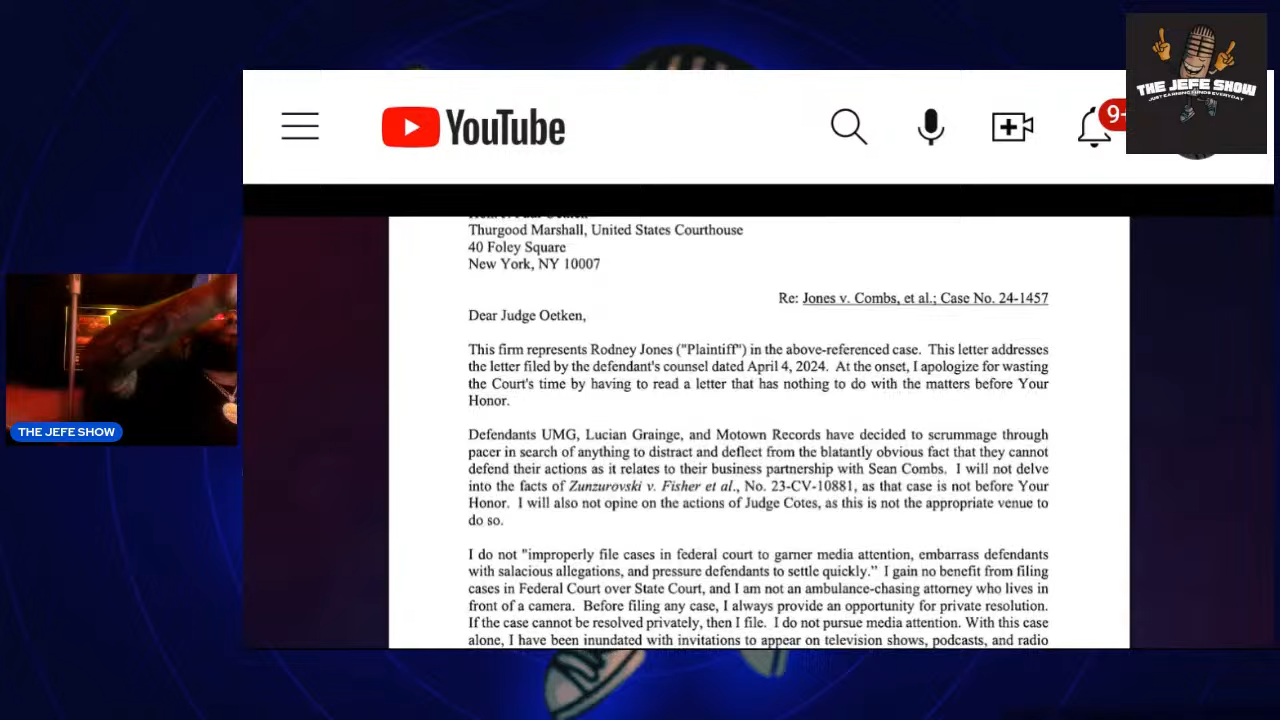 THE JEFE SHOW
JUST EARNING FUNDS EVERYDAY
YouTube
9+
Thurgood Marshall, United States Courthouse
40 Foley Square
New York, NY 10007
Re: Jones v. Combs, et al.; Case No. 24-1457
Dear Judge Oetken,
This firm represents Rodney Jones ("Plaintiff") in the above-referenced case. This letter addresses
the letter filed by the defendant's counsel dated April 4, 2024. At the onset, I apologize for wasting
the Court's time by having to read a letter that has nothing to do with the matters before Your
Honor.
Defendants UMG, Lucian Grainge, and Motown Records have decided to scrummage through
pacer in search of anything to distract and deflect from the blatantly obvious fact that they cannot
defend their actions as it relates to their business partnership with Sean Combs. I will not delve
into the facts of Zunzurovski v. Fisher et al., No. 23-CV-10881, as that case is not before Your
Honor. I will also not opine on the actions of Judge Cotes, as this is not the appropriate venue to
do so.
I do not "improperly file cases in federal court to garner media attention, embarrass defendants
with salacious allegations, and pressure defendants to settle quickly." I gain no benefit from filing
cases in Federal Court over State Court, and I am not an ambulance-chasing attorney who lives in
front of a camera. Before filing any case, I always provide an opportunity for private resolution.
If the case cannot be resolved privately, then I file. I do not pursue media attention. With this case
alone, I have been inundated with invitations to appear on television shows, podcasts, and radio
THE JEFE SHOW